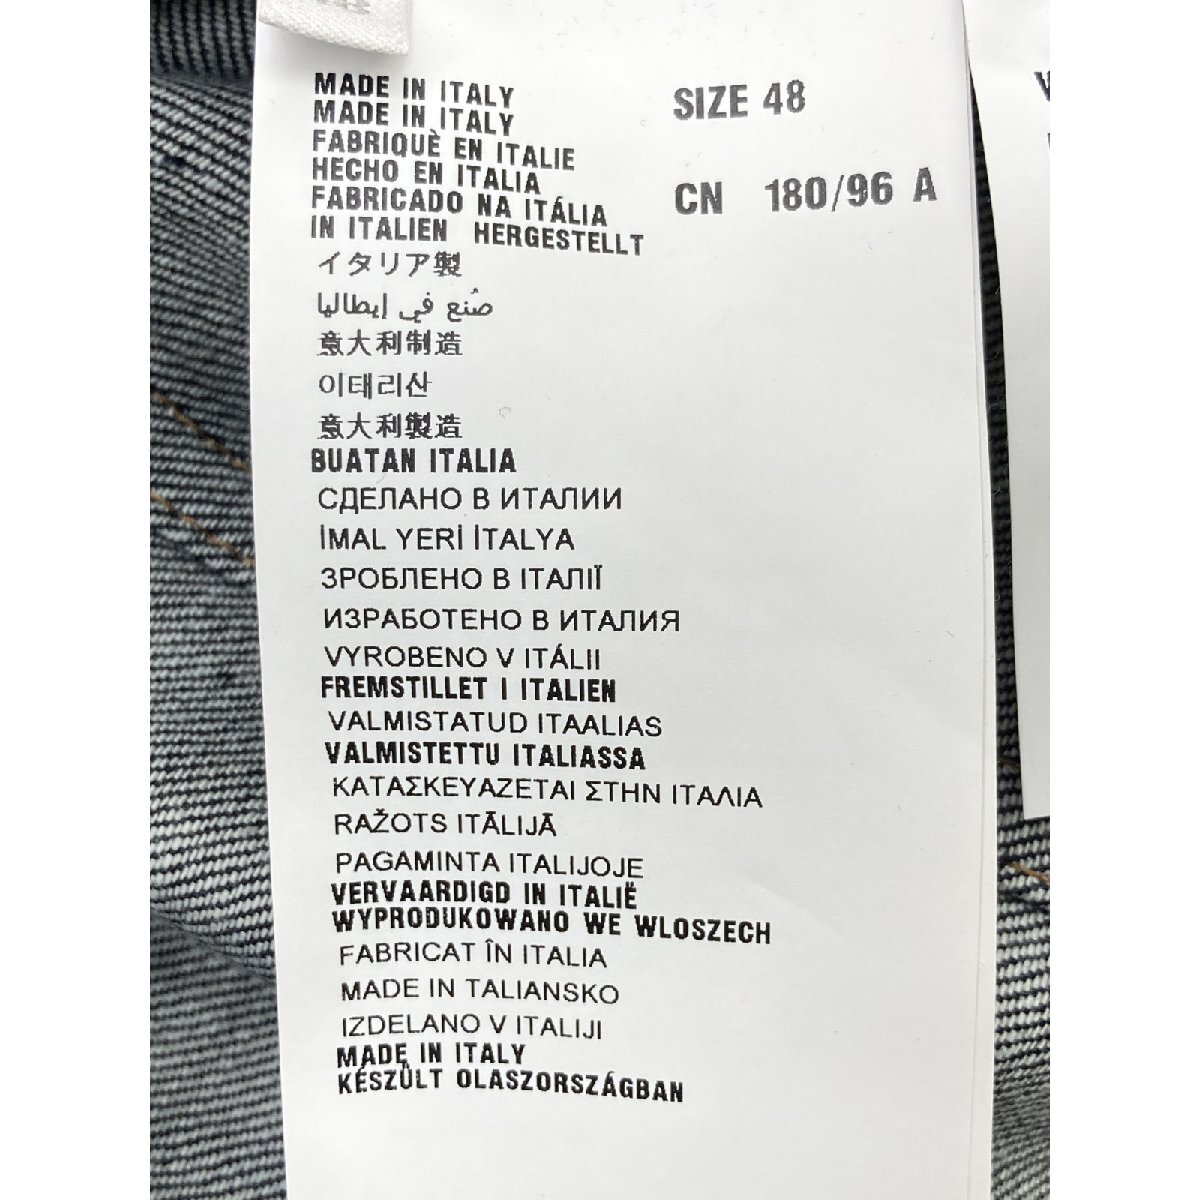 MADE IN ITALY
MADE IN ITALY
FABRIQUÈ EN ITALIE
HECHO EN ITALIA
FABRICADO NA ITÁLIA
IN ITALIEN HERGESTELLT
イタリア製
صُنع في إيطاليا
意大利制造
이태리산
意大利製造
BUATAN ITALIA
СДЕЛАНО В ИТАЛИИ
İMAL YERİ İTALYA
ЗРОБЛЕНО В ІТАЛІЇ
ИЗРАБОТЕНО В ИТАЛИЯ
VYROBENO V ITÁLII
FREMSTILLET I ITALIEN
VALMISTATUD ITAALIAS
VALMISTETTU ITALIASSA
ΚΑΤΑΣΚΕΥΑΖΕΤΑΙ ΣΤΗΝ ΙΤΑΛΙΑ
RAŽOTS ITĀLIJĀ
PAGAMINTA ITALIJOJE
VERVAARDIGD IN ITALIË
WYPRODUKOWANO WE WLOSZECH
FABRICAT ÎN ITALIA
MADE IN TALIANSKO
IZDELANO V ITALIJI
MADE IN ITALY
KÉSZÜLT OLASZORSZÁGBAN
SIZE 48
CN 180/96 A